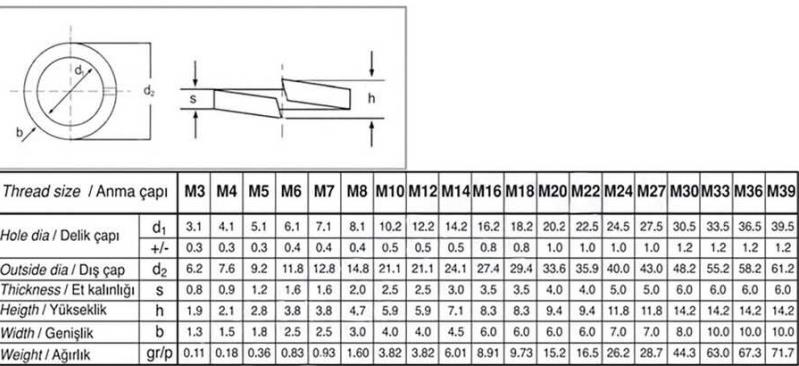 d1
d2
b
s
h
Thread size / Anma çapı M3 M4 M5 M6 M7 M8 M10 M12 M14 M16 M18 M20 M22 M24 M27 M30 M33 M36 M39
Hole dia / Delik çapı d1 3.1 4.1 5.1 6.1 7.1 8.1 10.2 12.2 14.2 16.2 18.2 20.2 22.5 24.5 27.5 30.5 33.5 36.5 39.5
+/- 0.3 0.3 0.3 0.4 0.4 0.4 0.5 0.5 0.5 0.8 0.8 1.0 1.0 1.0 1.0 1.2 1.2 1.2 1.2
Outside dia / Dış çap d2 6.2 7.6 9.2 11.8 12.8 14.8 21.1 21.1 24.1 27.4 29.4 33.6 35.9 40.0 43.0 48.2 55.2 58.2 61.2
Thickness / Et kalınlığı s 0.8 0.9 1.2 1.6 1.6 2.0 2.5 2.5 3.0 3.5 3.5 4.0 4.0 5.0 5.0 6.0 6.0 6.0 6.0
Heigth / Yükseklik h 1.9 2.1 2.8 3.8 3.8 4.7 5.9 5.9 7.1 8.3 8.3 9.4 9.4 11.8 11.8 14.2 14.2 14.2 14.2
Width / Genişlik b 1.3 1.5 1.8 2.5 2.5 3.0 4.0 4.0 4.5 6.0 6.0 6.0 6.0 7.0 7.0 8.0 10.0 10.0 10.0
Weight / Ağırlık gr/p 0.11 0.18 0.36 0.83 0.93 1.60 3.82 3.82 6.01 8.91 9.73 15.2 16.5 26.2 28.7 44.3 63.0 67.3 71.7